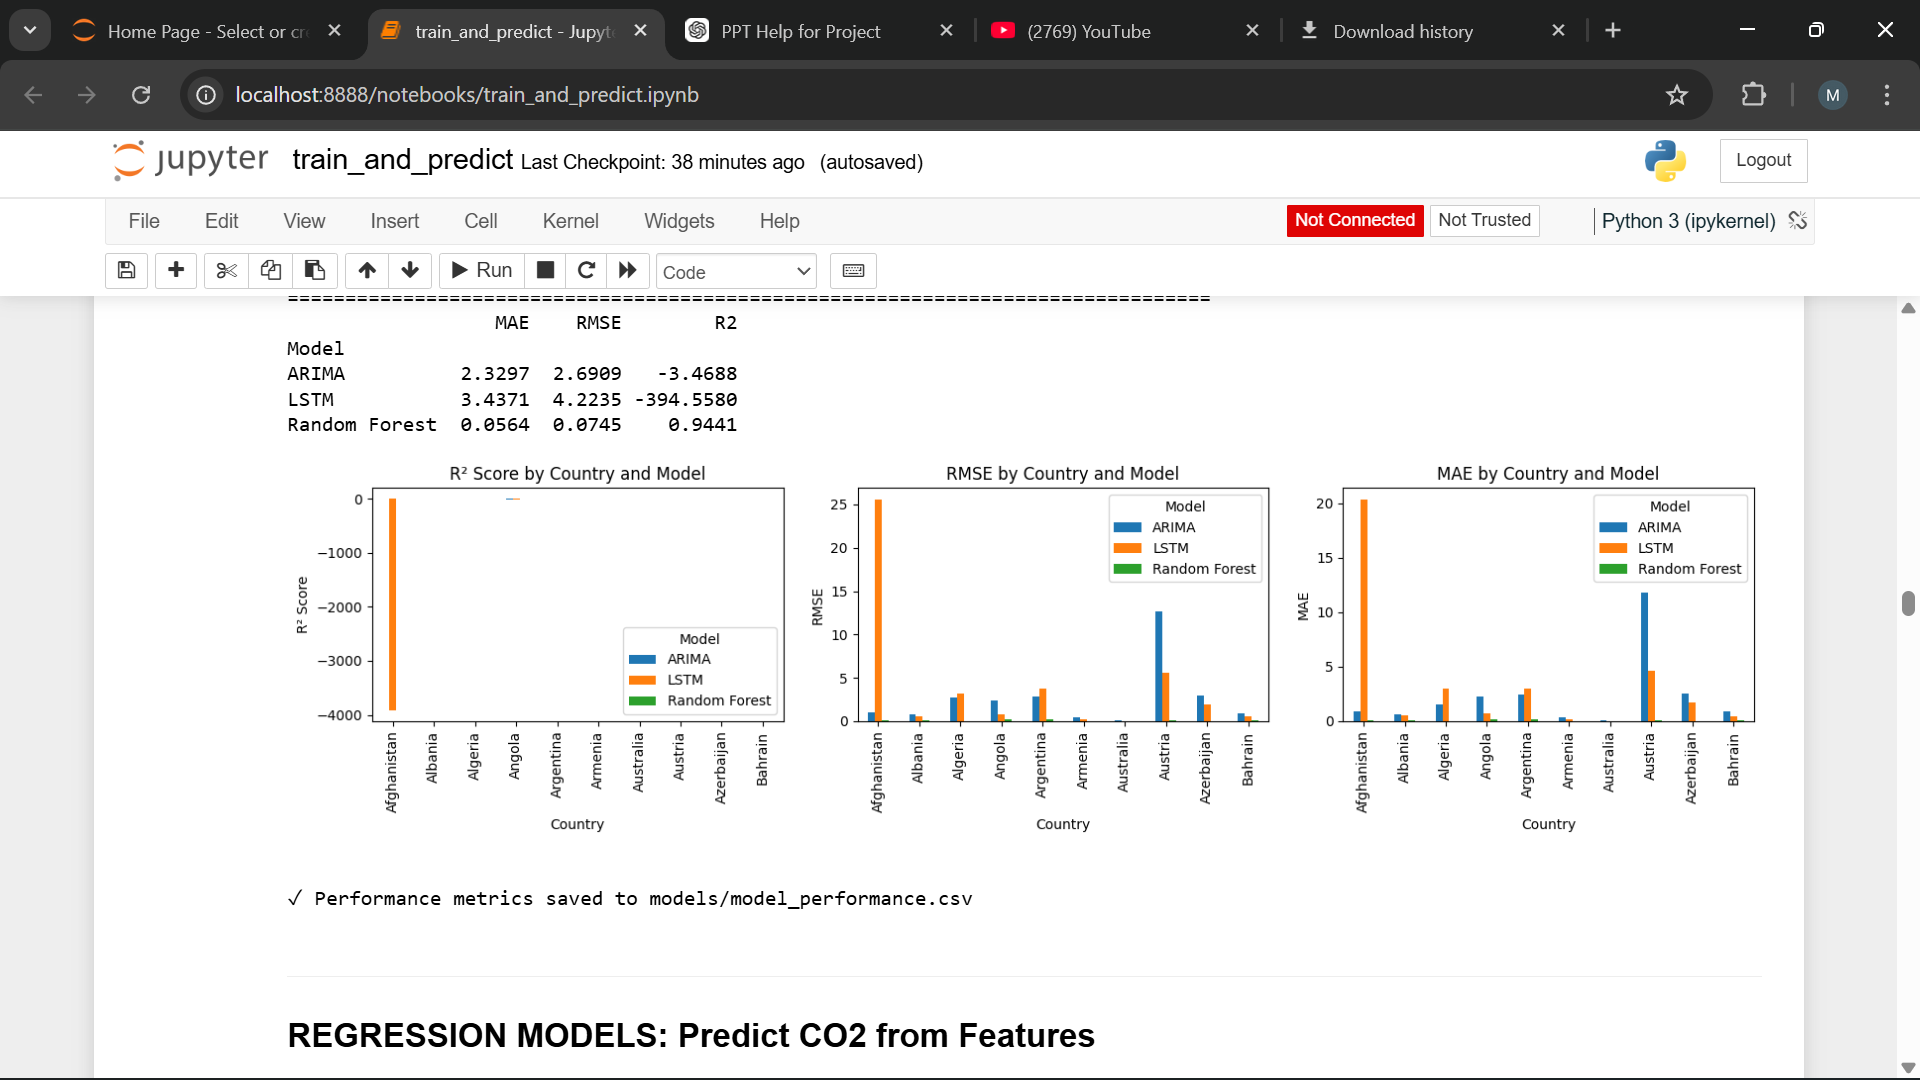 Home Page - Select or cr
train_and_predict - Jupyt
PPT Help for Project
(2769) YouTube
Download history
localhost:8888/notebooks/train_and_predict.ipynb
M
jupyter train_and_predict Last Checkpoint: 38 minutes ago (autosaved)
Logout
File Edit View Insert Cell Kernel Widgets Help
Not Connected Not Trusted Python 3 (ipykernel)
Run Code
================================================================================
MAE RMSE R2
Model
ARIMA 2.3297 2.6909 -3.4688
LSTM 3.4371 4.2235 -394.5580
Random Forest 0.0564 0.0745 0.9441
R² Score by Country and Model
R² Score
0
−1000
−2000
−3000
−4000
Model
ARIMA
LSTM
Random Forest
Afghanistan
Albania
Algeria
Angola
Argentina
Armenia
Australia
Austria
Azerbaijan
Bahrain
Country
RMSE by Country and Model
RMSE
25
20
15
10
5
0
Model
ARIMA
LSTM
Random Forest
Afghanistan
Albania
Algeria
Angola
Argentina
Armenia
Australia
Austria
Azerbaijan
Bahrain
Country
MAE by Country and Model
MAE
20
15
10
5
0
Model
ARIMA
LSTM
Random Forest
Afghanistan
Albania
Algeria
Angola
Argentina
Armenia
Australia
Austria
Azerbaijan
Bahrain
Country
✓ Performance metrics saved to models/model_performance.csv
REGRESSION MODELS: Predict CO2 from Features